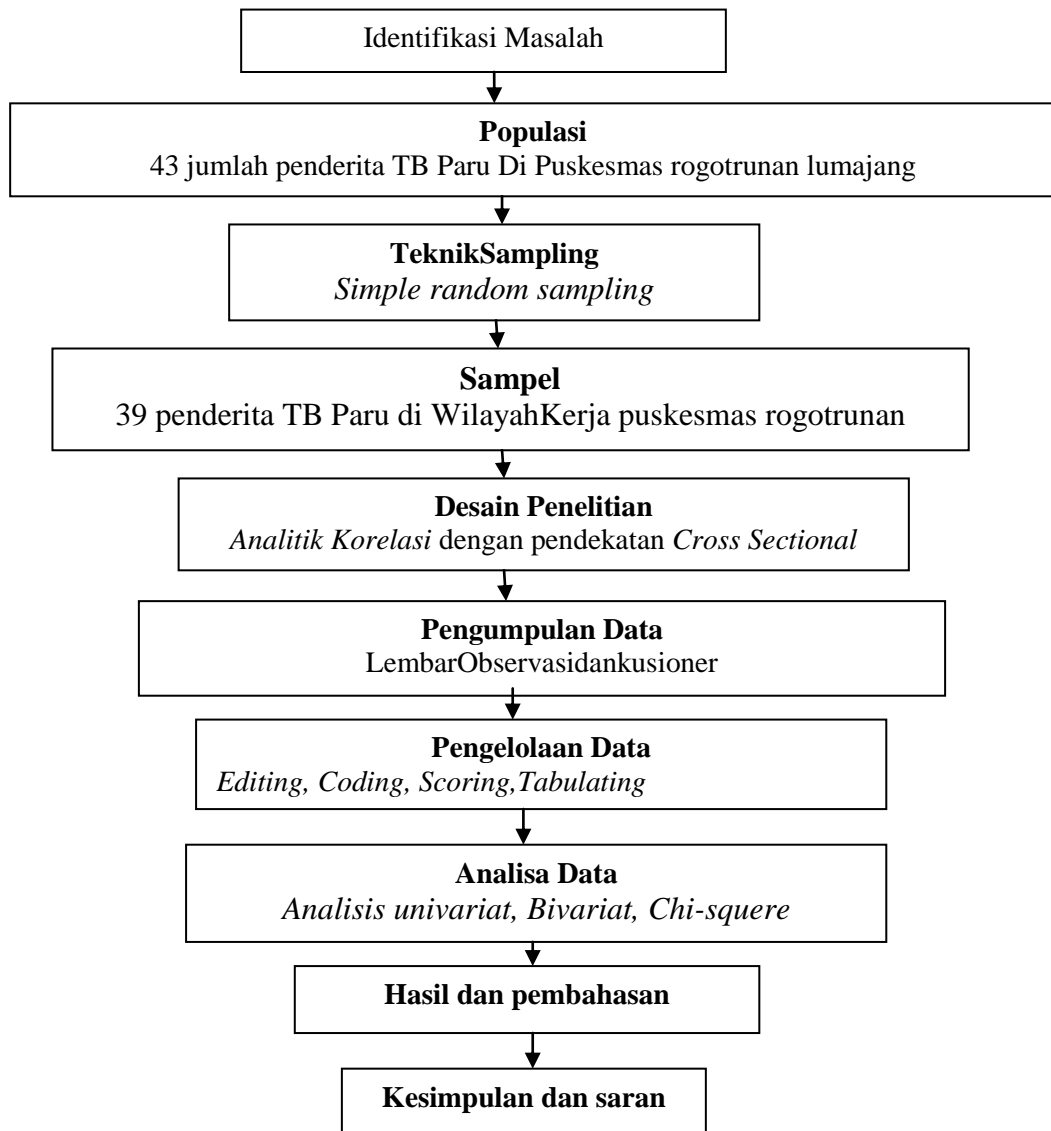 Identifikasi Masalah
Populasi
43 jumlah penderita TB Paru Di Puskesmas rogotrunan lumajang
TeknikSampling
Simple random sampling
Sampel
39 penderita TB Paru di WilayahKerja puskesmas rogotrunan
Desain Penelitian
Analitik Korelasi dengan pendekatan Cross Sectional
Pengumpulan Data
LembarObservasidankusioner
Pengelolaan Data
Editing, Coding, Scoring,Tabulating
Analisa Data
Analisis univariat, Bivariat, Chi-squere
Hasil dan pembahasan
Kesimpulan dan saran